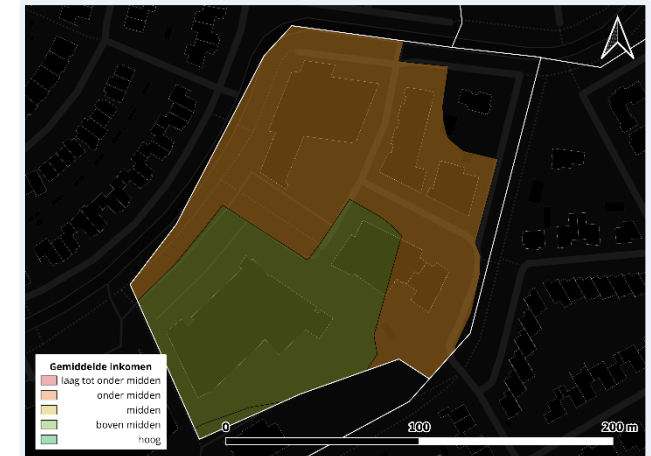 Gemiddelde inkomen
laag tot onder midden
onder midden
midden
boven midden
hoog
0 100 200 m